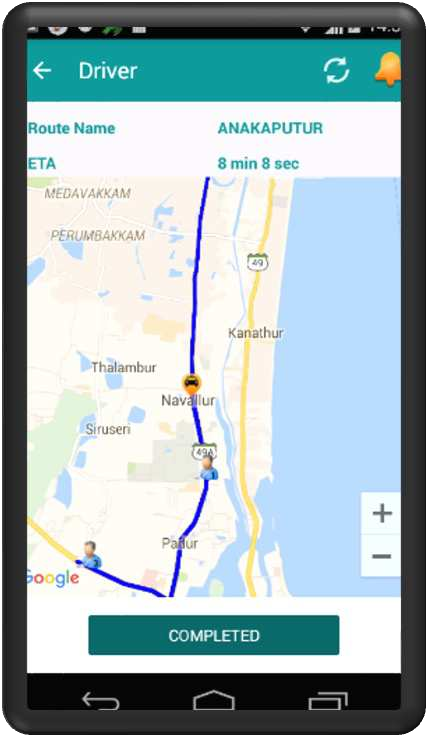 Driver
Route Name ANAKAPUTUR
ETA 8 min 8 sec
MEDAVAKKAM
PERUMBAKKAM
49
Kanathur
Thalambur
Navallur
Siruseri
49A
1
Padur
+
Google
−
COMPLETED